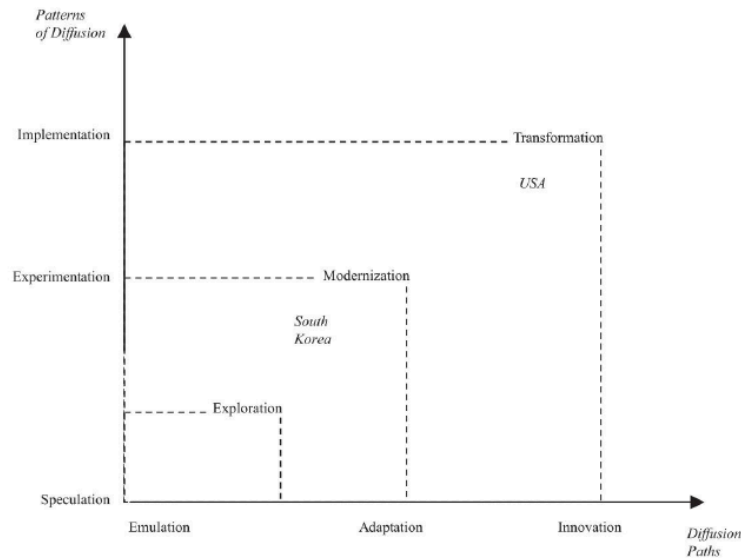 Patterns
of Diffusion
Implementation
Transformation
USA
Experimentation
Modernization
South
Korea
Exploration
Speculation
Emulation
Adaptation
Innovation
Diffusion
Paths